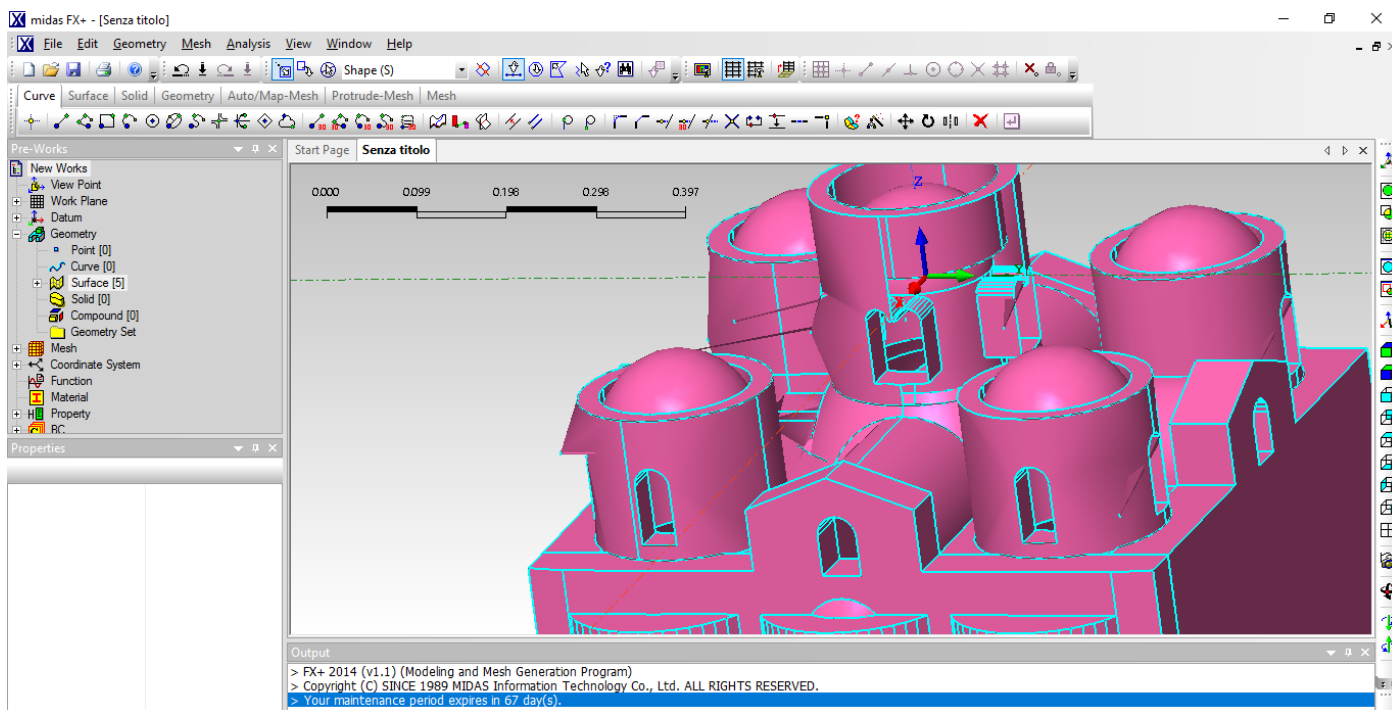 midas FX+ - [Senza titolo]
File Edit Geometry Mesh Analysis View Window Help
Shape (S)
Curve Surface Solid Geometry Auto/Map-Mesh Protrude-Mesh Mesh
Pre-Works
New Works
View Point
Work Plane
Datum
Geometry
Point [0]
Curve [0]
Surface [5]
Solid [0]
Compound [0]
Geometry Set
Mesh
Coordinate System
Function
Material
Property
BC
Properties
Start Page Senza titolo
0.000 0.099 0.198 0.298 0.397
Z
Y
X
Output
> FX+ 2014 (v1.1) (Modeling and Mesh Generation Program)
> Copyright (C) SINCE 1989 MIDAS Information Technology Co., Ltd. ALL RIGHTS RESERVED.
> Your maintenance period expires in 67 day(s).